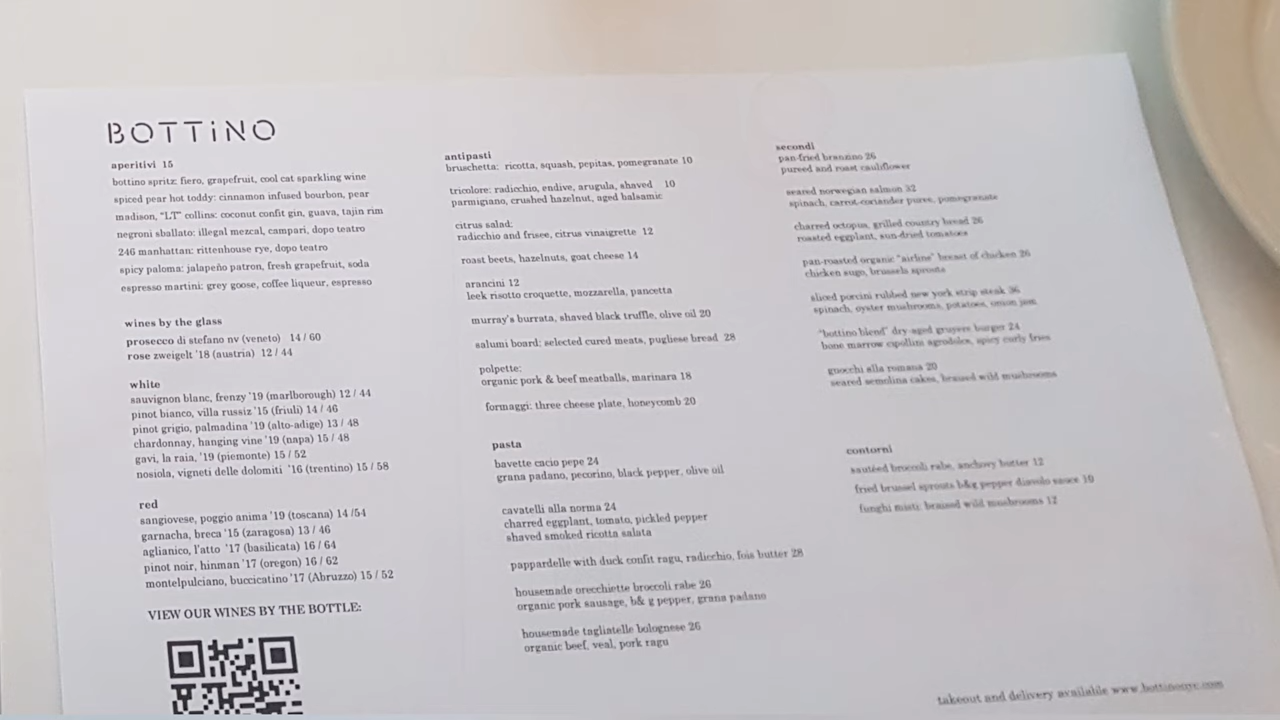 BOTTiNO
aperitivi 15
bottino spritz: fiero, grapefruit, cool cat sparkling wine
spiced pear hot toddy: cinnamon infused bourbon, pear
madison, "LT" collins: coconut confit gin, guava, tajin rim
negroni sballato: illegal mezcal, campari, dopo teatro
246 manhattan: rittenhouse rye, dopo teatro
spicy paloma: jalapeño patron, fresh grapefruit, soda
espresso martini: grey goose, coffee liqueur, espresso
wines by the glass
prosecco di stefano nv (veneto) 14 / 60
rose zweigelt '18 (austria) 12 / 44
white
sauvignon blanc, frenzy '19 (marlborough) 12 / 44
pinot bianco, villa russiz '15 (friuli) 14 / 46
pinot grigio, palmadina '19 (alto-adige) 13 / 48
chardonnay, hanging vine '19 (napa) 15 / 48
gavi, la raia, '19 (piemonte) 15 / 52
nosiola, vigneti delle dolomiti '16 (trentino) 15 / 58
red
sangiovese, poggio anima '19 (toscana) 14 /54
garnacha, breca '15 (zaragosa) 13 / 46
aglianico, l'atto '17 (basilicata) 16 / 64
pinot noir, hinman '17 (oregon) 16 / 62
montelpulciano, buccicatino '17 (Abruzzo) 15 / 52
VIEW OUR WINES BY THE BOTTLE:
antipasti
bruschetta: ricotta, squash, pepitas, pomegranate 10
tricolore: radicchio, endive, arugula, shaved 10
parmigiano, crushed hazelnut, aged balsamic
citrus salad:
radicchio and frisee, citrus vinaigrette 12
roast beets, hazelnuts, goat cheese 14
arancini 12
leek risotto croquette, mozzarella, pancetta
murray's burrata, shaved black truffle, olive oil 20
salumi board: selected cured meats, pugliese bread 28
polpette:
organic pork & beef meatballs, marinara 18
formaggi: three cheese plate, honeycomb 20
pasta
bavette cacio pepe 24
grana padano, pecorino, black pepper, olive oil
cavatelli alla norma 24
charred eggplant, tomato, pickled pepper
shaved smoked ricotta salata
pappardelle with duck confit ragu, radicchio, fois butter 28
housemade orecchiette broccoli rabe 26
organic pork sausage, b& g pepper, grana padano
housemade tagliatelle bolognese 26
organic beef, veal, pork ragu
secondi
pan-fried branzino 26
pureed and roast cauliflower
seared norwegian salmon 32
spinach, carrot-coriander puree, pomegranate
charred octopus, grilled country bread 26
roasted eggplant, sun-dried tomatoes
pan-roasted organic "airline" breast of chicken 26
chicken sugo, brussels sprouts
sliced porcini rubbed new york strip steak 36
spinach, oyster mushrooms, potatoes, onion jam
"bottino blend" dry-aged gruyere burger 24
bone marrow cipollini agrodolce, spicy curly fries
gnocchi alla romana 20
seared semolina cakes, braised wild mushrooms
contorni
sautéed broccoli rabe, anchovy butter 12
fried brussel sprouts b&g pepper diavolo sauce 10
funghi misti: braised wild mushrooms 12
takeout and delivery available www.bottinonyc.com